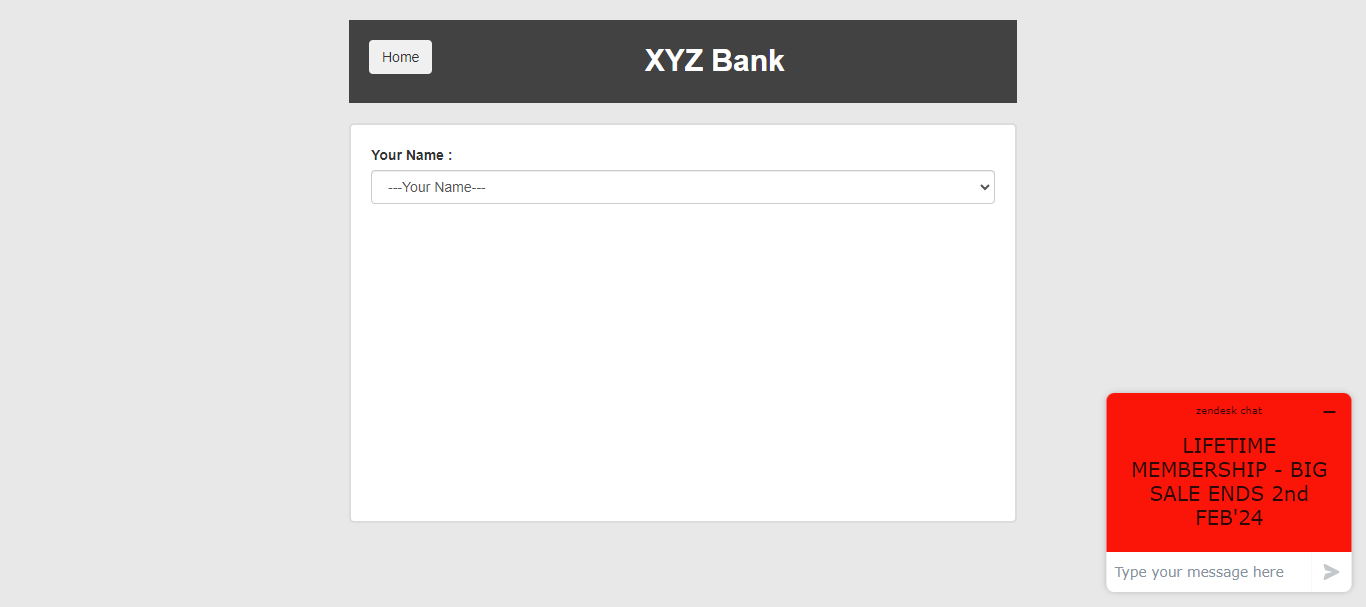 Home
XYZ Bank
Your Name :
---Your Name---
zendesk chat
LIFETIME
MEMBERSHIP - BIG
SALE ENDS 2nd
FEB'24
Type your message here